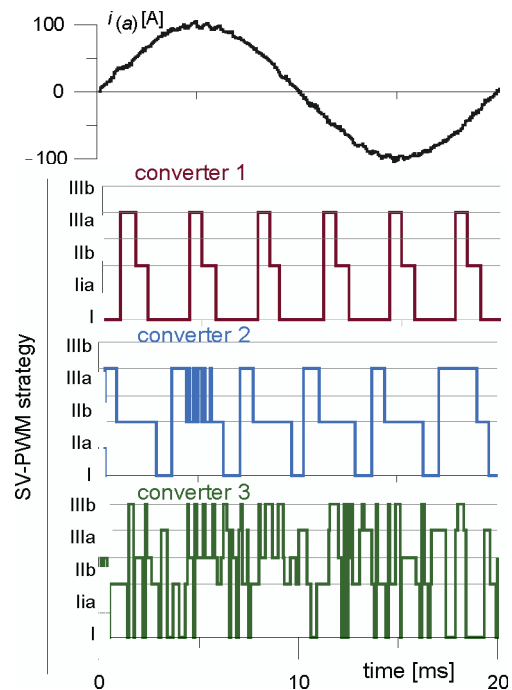 i(a) [A]
100
0
-100
SV-PWM strategy
converter 1
IIIb
IIIa
IIb
Iia
I
converter 2
IIIb
IIIa
IIb
IIa
I
converter 3
IIIb
IIIa
IIb
Iia
I
0 10 time [ms] 20